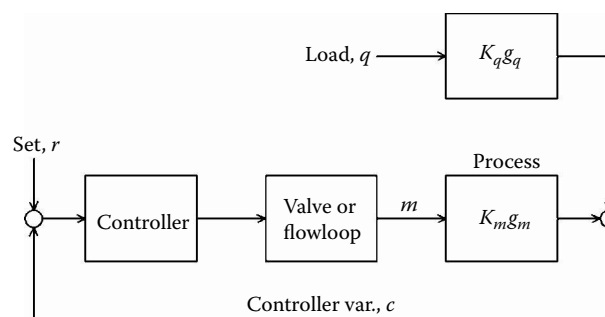 Load, q
K_q g_q
Set, r
Process
Controller
Valve or
flowloop
m
K_m g_m
Controller var., c